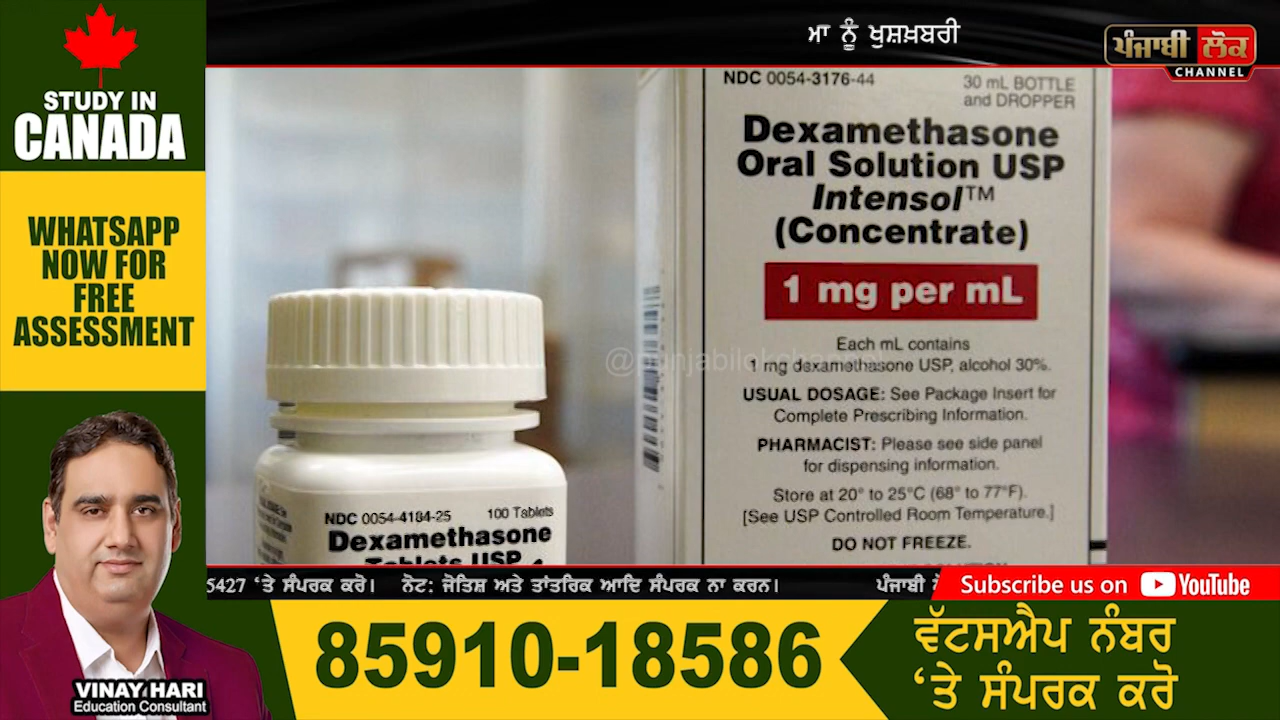 STUDY IN
CANADA
WHATSAPP
NOW FOR
FREE
ASSESSMENT
VINAY HARI
Education Consultant
ਮਾਂ ਨੂੰ ਖੁਸ਼ਖ਼ਬਰੀ
ਪੰਜਾਬੀ ਲੋਕ
CHANNEL
NDC 0054-3176-44
30 mL BOTTLE
and DROPPER
Dexamethasone
Oral Solution USP
Intensol™
(Concentrate)
1 mg per mL
Each mL contains
1 mg dexamethasone USP, alcohol 30%.
@punjabilokchannel
USUAL DOSAGE: See Package Insert for
Complete Prescribing Information.
PHARMACIST: Please see side panel
for dispensing information.
Store at 20° to 25°C (68° to 77°F).
[See USP Controlled Room Temperature.]
DO NOT FREEZE.
NDC 0054-4184-25
100 Tablets
Dexamethasone
Tablets USP
5427 ‘ਤੇ ਸੰਪਰਕ ਕਰੋ। ਨੋਟ: ਜੋਤਿਸ਼ ਅਤੇ ਤਾਂਤਰਿਕ ਆਦਿ ਸੰਪਰਕ ਨਾ ਕਰਨ। ਪੰਜਾਬੀ
Subscribe us on YouTube
85910-18586
ਵੱਟਸਐਪ ਨੰਬਰ
‘ਤੇ ਸੰਪਰਕ ਕਰੋ